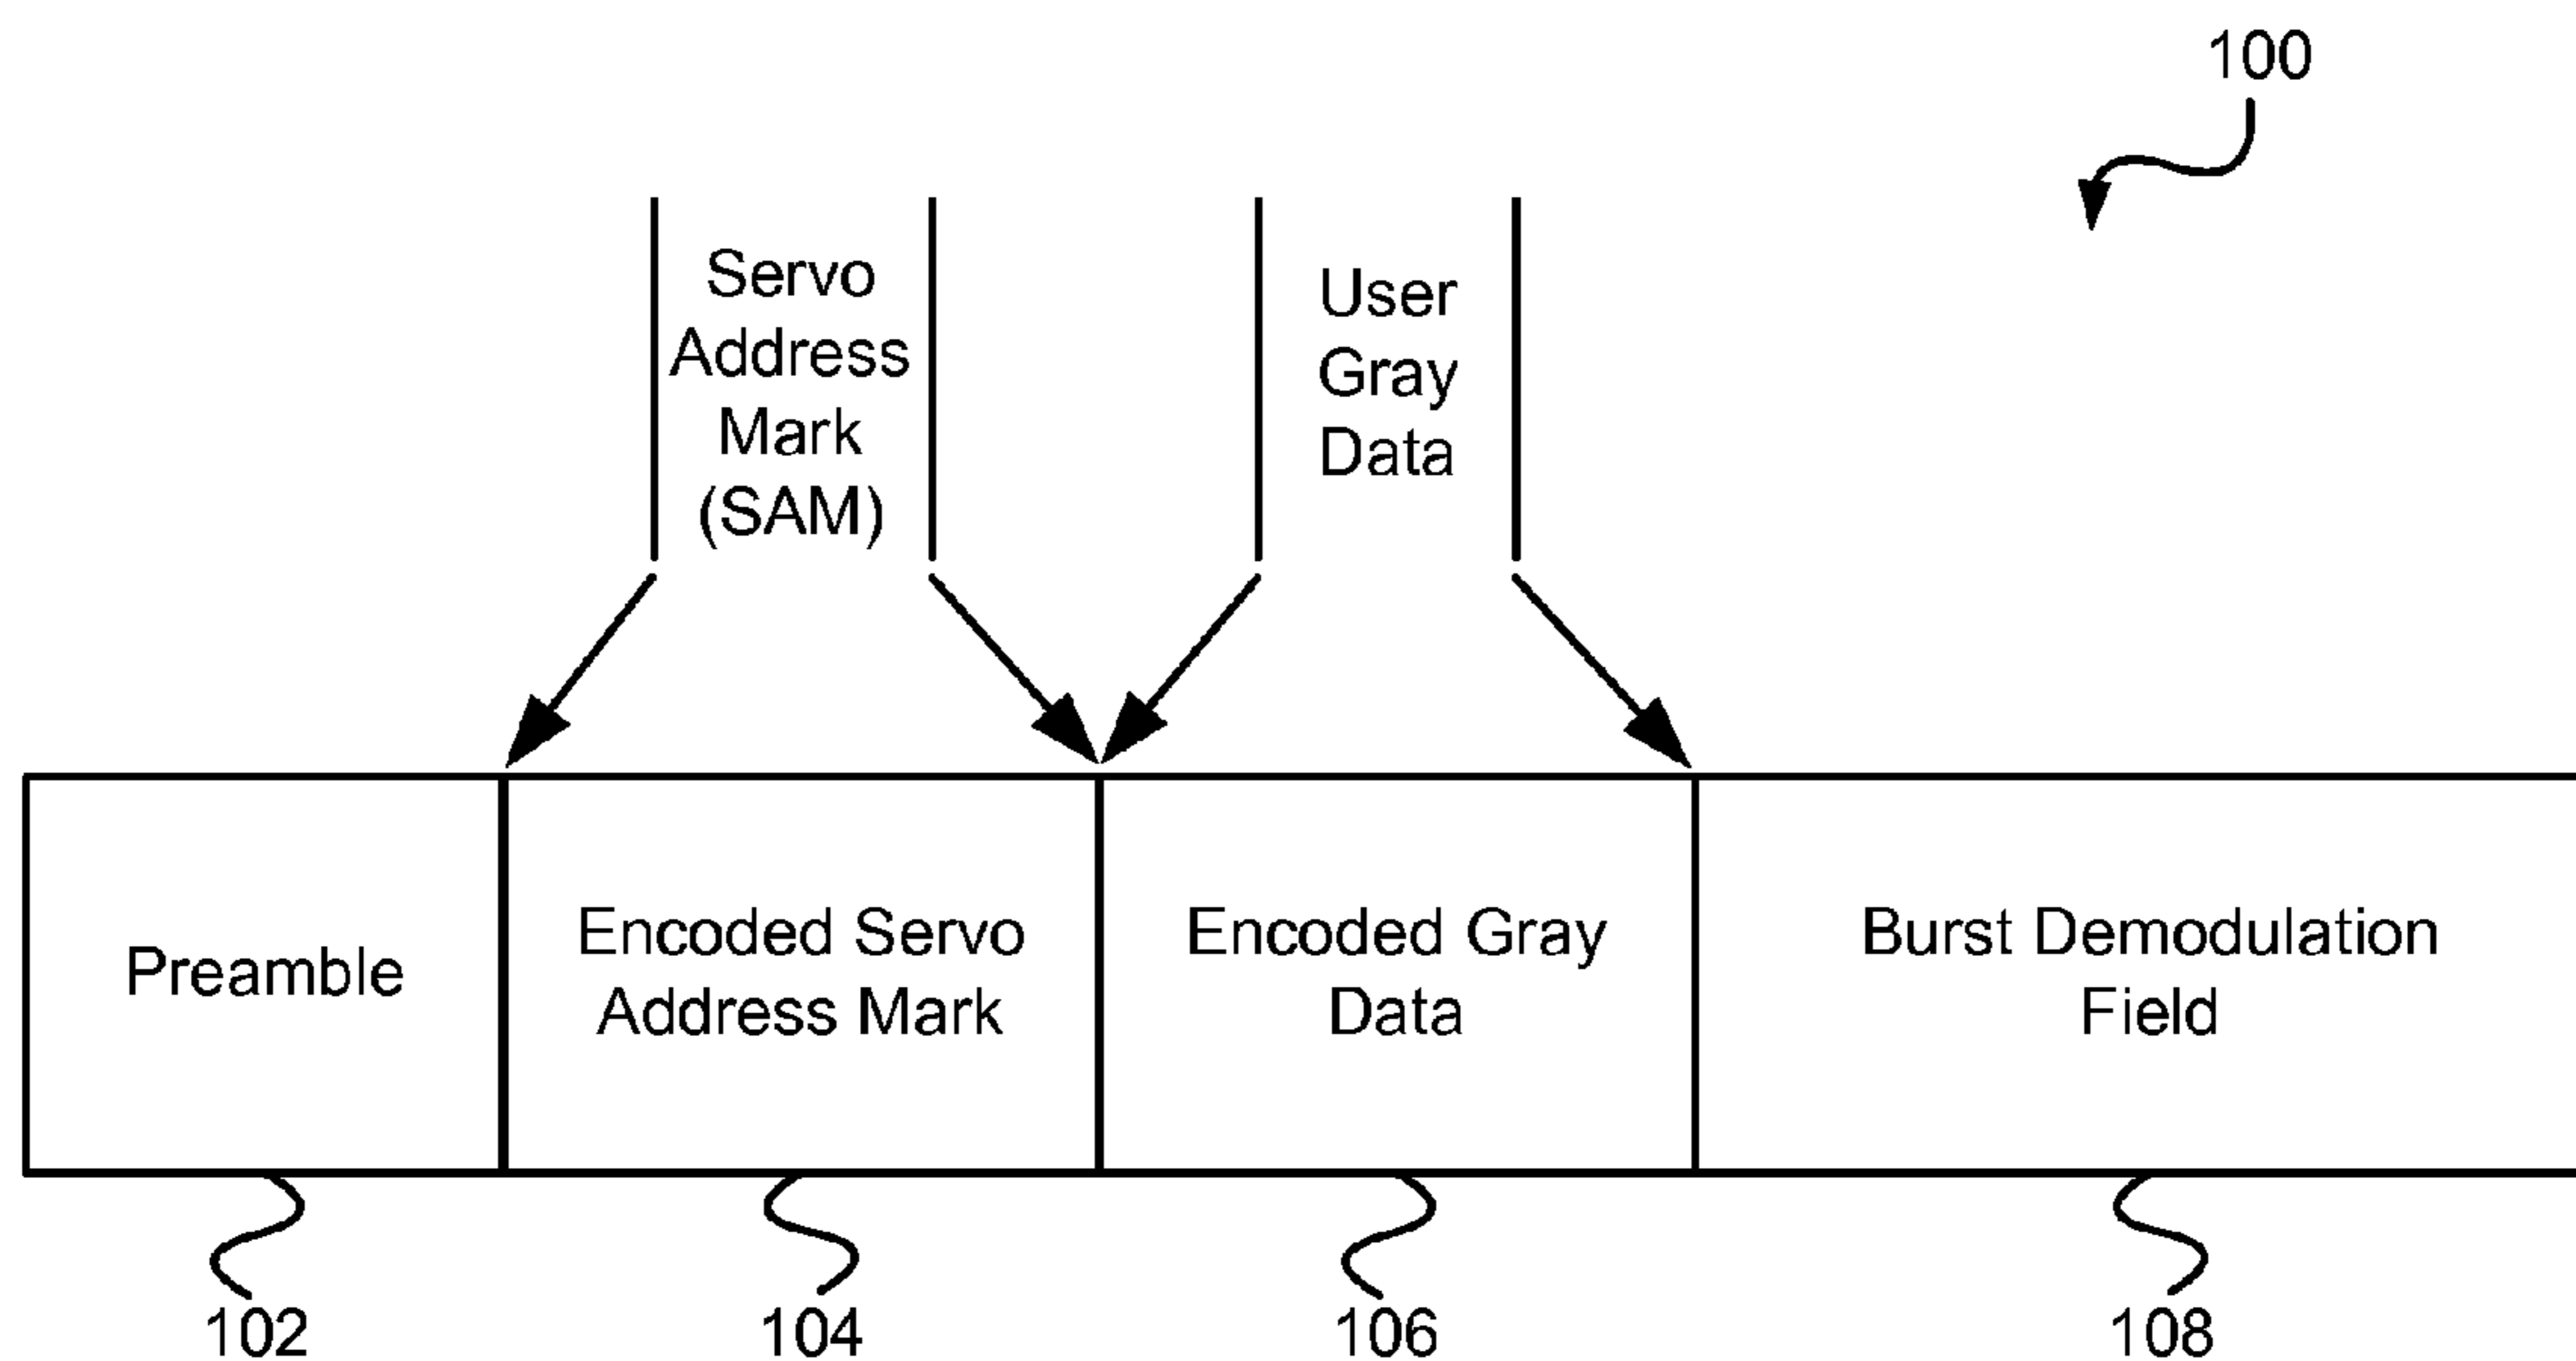 100
Servo
Address
Mark
(SAM)
User
Gray
Data
Preamble
Encoded Servo
Address Mark
Encoded Gray
Data
Burst Demodulation
Field
102
104
106
108